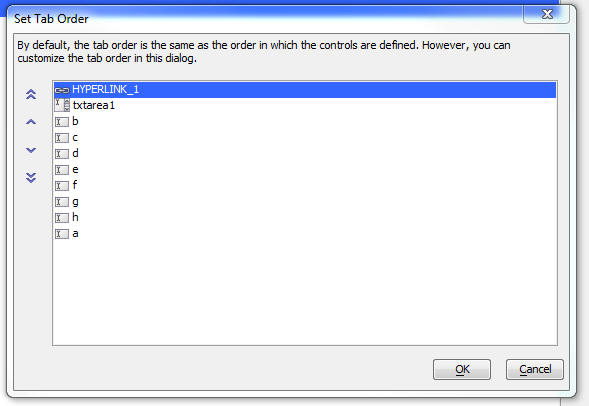 Set Tab Order
By default, the tab order is the same as the order in which the controls are defined. However, you can
customize the tab order in this dialog.
HYPERLINK_1
txtarea1
b
c
d
e
f
g
h
a
OK
Cancel